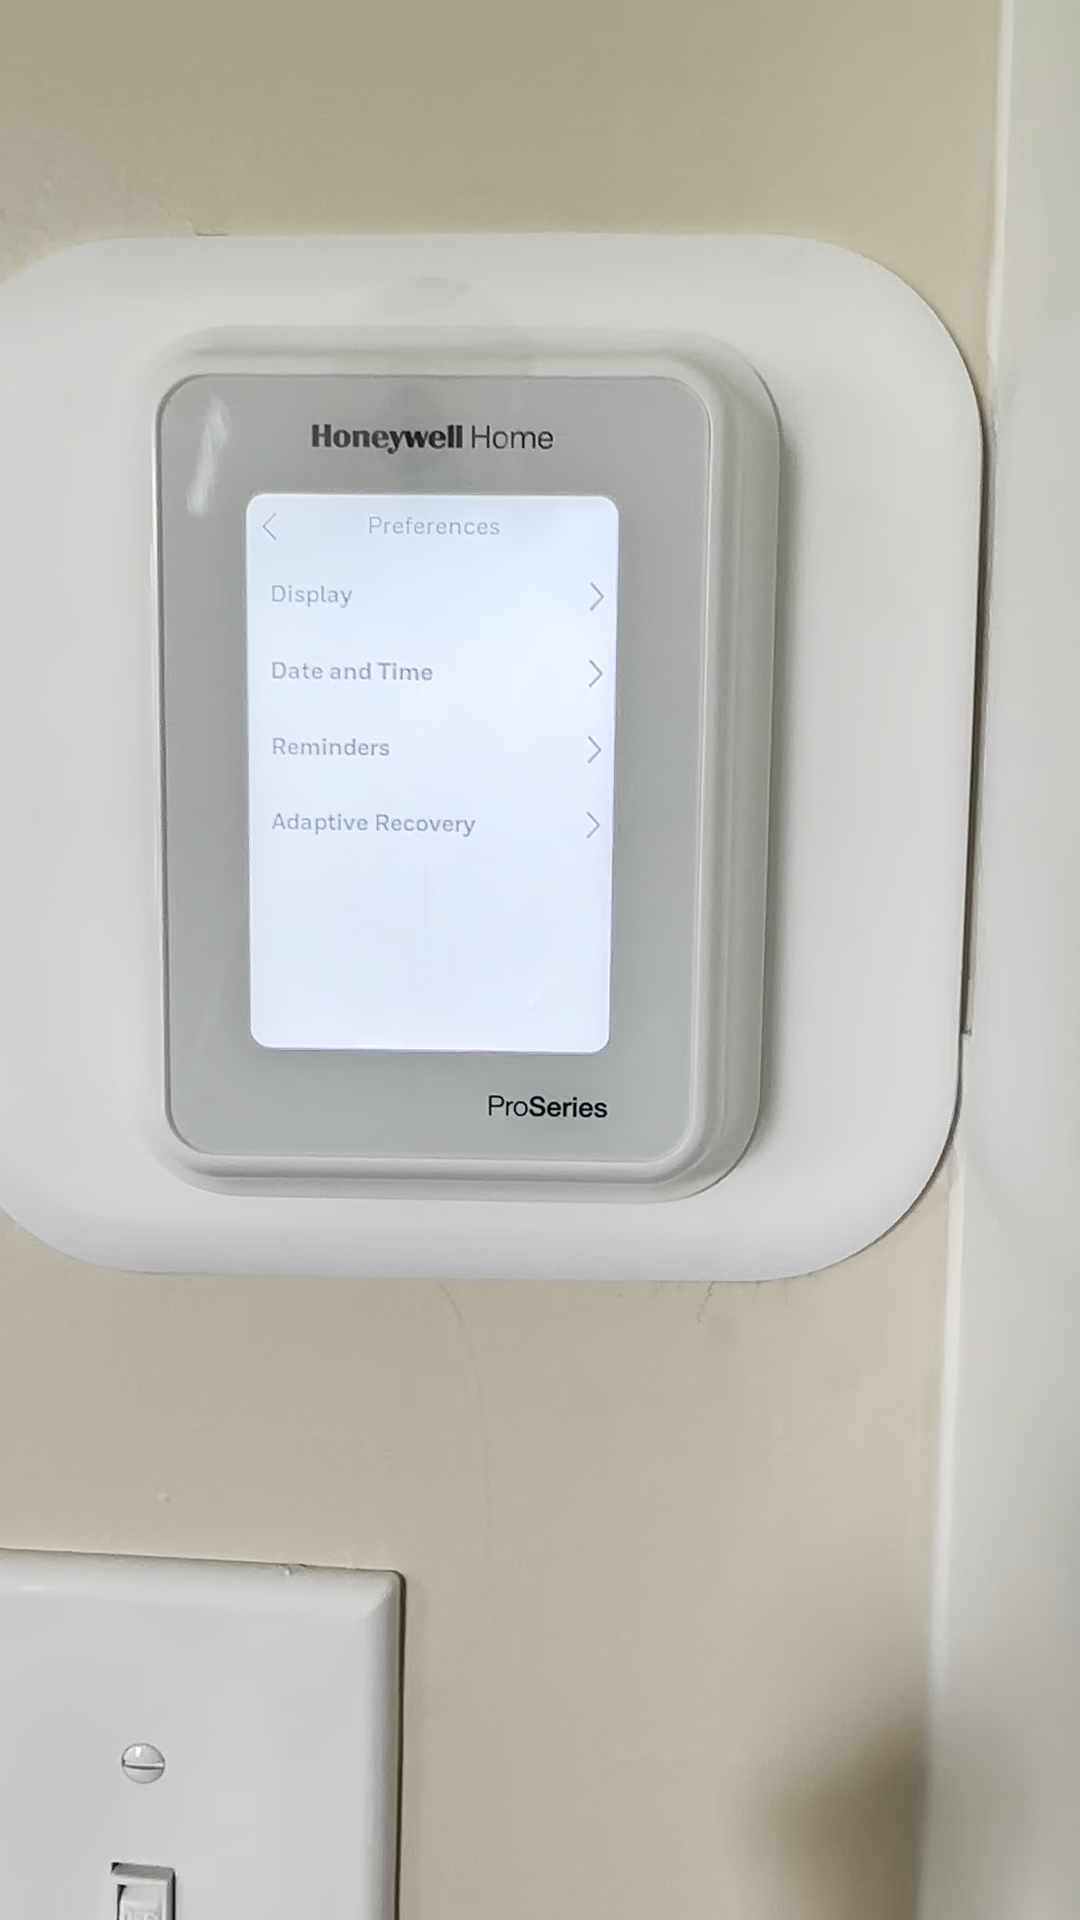 Honeywell Home
Preferences
Display
Date and Time
Reminders
Adaptive Recovery
ProSeries